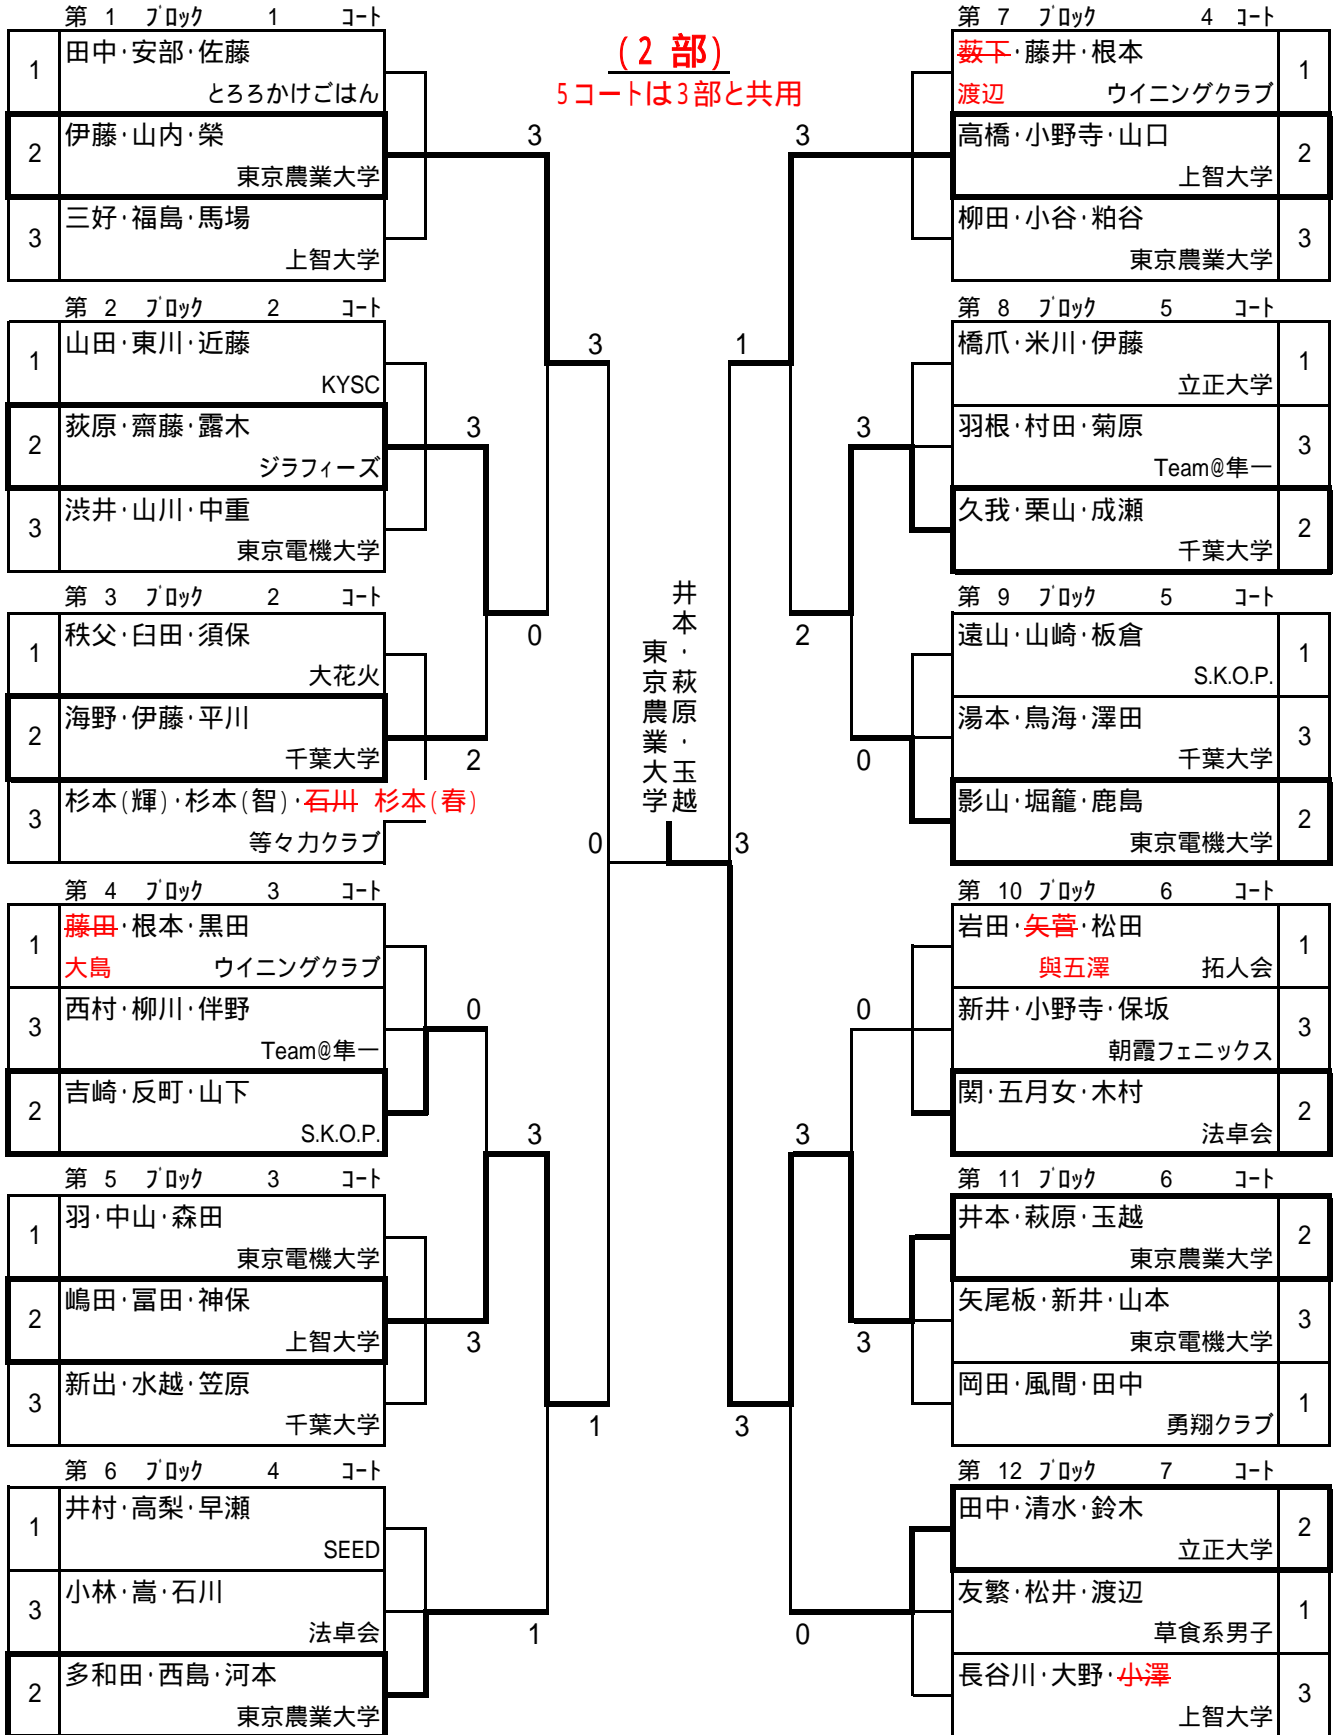 (2 部)
5コートは3部と共用
第 1 ブロック 1 コート
1 田中・安部・佐藤
とろろかけごはん
2 伊藤・山内・榮
東京農業大学
3 三好・福島・馬場
上智大学
第 2 ブロック 2 コート
1 山田・東川・近藤
KYSC
2 荻原・齋藤・露木
ジラフィーズ
3 渋井・山川・中重
東京電機大学
第 3 ブロック 2 コート
1 秩父・臼田・須保
大花火
2 海野・伊藤・平川
千葉大学
3 杉本(輝)・杉本(智)・石川 杉本(春)
等々力クラブ
第 4 ブロック 3 コート
1 藤田・根本・黒田
大島 ウイニングクラブ
3 西村・柳川・伴野
Team@隼一
2 吉崎・反町・山下
S.K.O.P.
第 5 ブロック 3 コート
1 羽・中山・森田
東京電機大学
2 嶋田・冨田・神保
上智大学
3 新出・水越・笠原
千葉大学
第 6 ブロック 4 コート
1 井村・高梨・早瀬
SEED
3 小林・嵩・石川
法卓会
2 多和田・西島・河本
東京農業大学
3
3
3
0
2
0
0
3
3
1
1
井本・萩原・玉越
東京農業大学
3
1
3
2
0
3
0
3
3
3
0
第 7 ブロック 4 コート
薮下・藤井・根本 1
渡辺 ウイニングクラブ
高橋・小野寺・山口 2
上智大学
柳田・小谷・粕谷 3
東京農業大学
第 8 ブロック 5 コート
橋爪・米川・伊藤 1
立正大学
羽根・村田・菊原 3
Team@隼一
久我・栗山・成瀬 2
千葉大学
第 9 ブロック 5 コート
遠山・山崎・板倉 1
S.K.O.P.
湯本・鳥海・澤田 3
千葉大学
影山・堀籠・鹿島 2
東京電機大学
第 10 ブロック 6 コート
岩田・矢菅・松田 1
與五澤 拓人会
新井・小野寺・保坂 3
朝霞フェニックス
関・五月女・木村 2
法卓会
第 11 ブロック 6 コート
井本・萩原・玉越 2
東京農業大学
矢尾板・新井・山本 3
東京電機大学
岡田・風間・田中 1
勇翔クラブ
第 12 ブロック 7 コート
田中・清水・鈴木 2
立正大学
友繁・松井・渡辺 1
草食系男子
長谷川・大野・小澤 3
上智大学